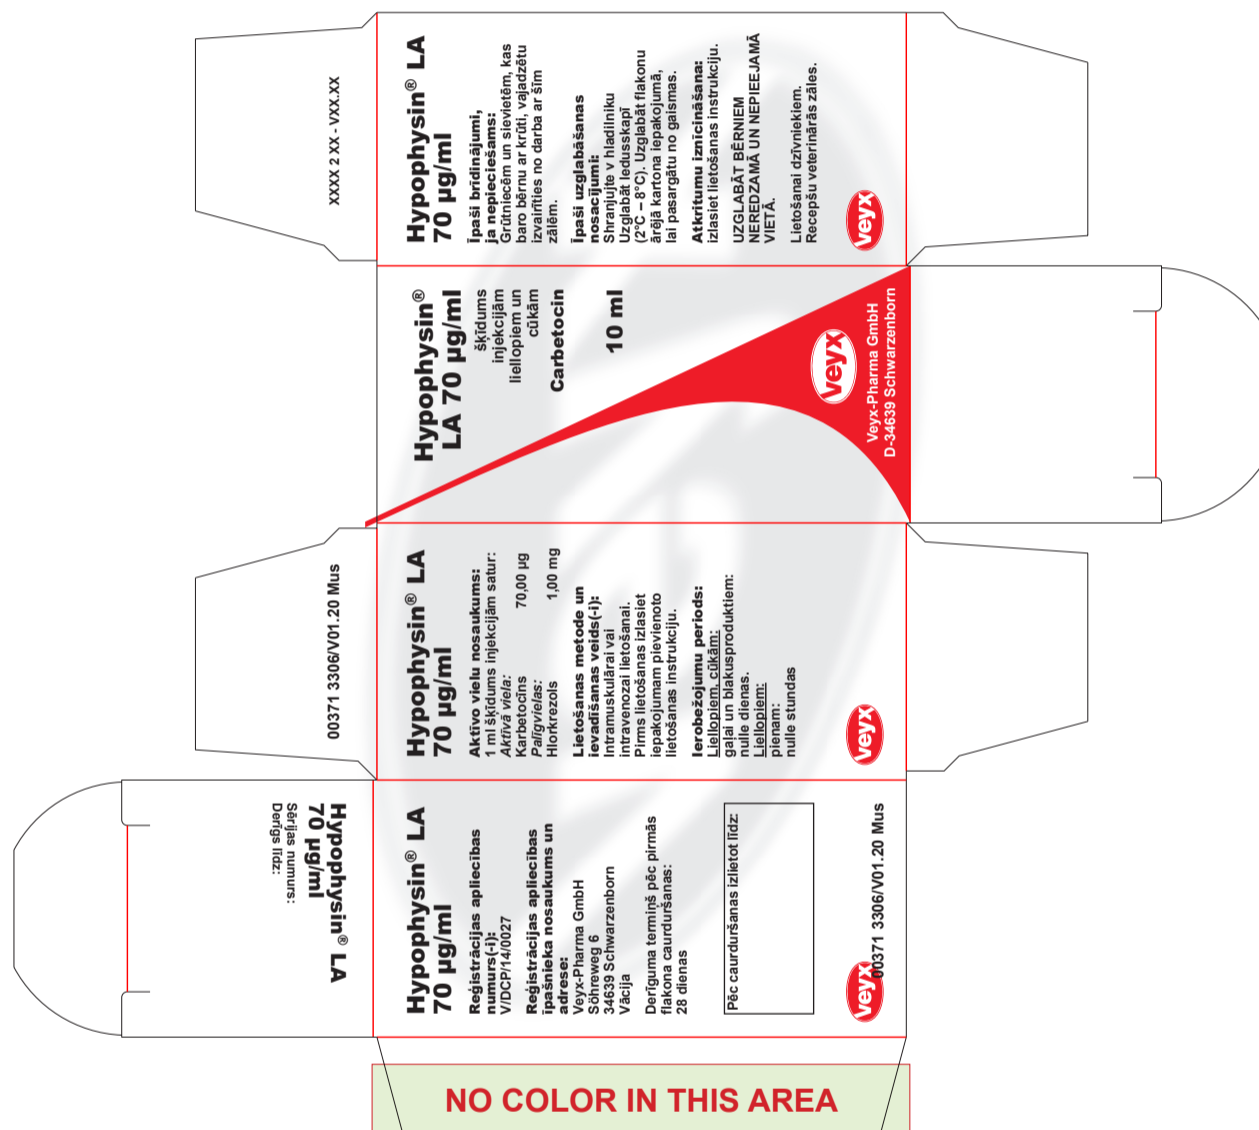 XXXX 2 XX - VXX.XX
Hypophysin® LA
70 µg/ml
Īpaši brīdinājumi,
ja nepieciešams:
Grūtniecēm un sievietēm, kas
baro bērnu ar krūti, vajadzētu
izvairīties no darba ar šīm
zālēm.
Īpaši uzglabāšanas
nosacījumi:
Shranjujte v hladilniku
Uzglabāt ledusskapī
(2°C – 8°C). Uzglabāt flakonu
ārējā kartona iepakojumā,
lai pasargātu no gaismas.
Atkritumu iznīcināšana:
izlasiet lietošanas instrukciju.
UZGLABĀT BĒRNIEM
NEREDZAMĀ UN NEPIEEJAMĀ
VIETĀ.
Lietošanai dzīvniekiem.
Recepšu veterinārās zāles.
veyx
Hypophysin®
LA 70 µg/ml
šķīdums
injekcijām
liellopiem un
cūkām
Carbetocin
10 ml
veyx
Veyx-Pharma GmbH
D-34639 Schwarzenborn
00371 3306/V01.20 Mus
Hypophysin® LA
70 µg/ml
Aktīvo vielu nosaukums:
1 ml šķīdums injekcijām satur:
Aktīvā viela:
Karbetocīns 70,00 µg
Palīgvielas:
Hlorkrezols 1,00 mg
Lietošanas metode un
ievadīšanas veids(-i):
Intramuskulārai vai
intravenozai lietošanai.
Pirms lietošanas izlasiet
iepakojumam pievienoto
lietošanas instrukciju.
Ierobežojumu periods:
Liellopiem, cūkām:
gaļai un blakusproduktiem:
nulle dienas.
Liellopiem:
pienam:
nulle stundas
veyx
Hypophysin® LA
70 µg/ml
Sērijas numurs:
Derīgs līdz:
Hypophysin® LA
70 µg/ml
Reģistrācijas apliecības
numurs(-i):
V/DCP/14/0027
Reģistrācijas apliecības
īpašnieka nosaukums un
adrese:
Veyx-Pharma GmbH
Söhreweg 6
34639 Schwarzenborn
Vācija
Derīguma termiņš pēc pirmās
flakona caurduršanas:
28 dienas
Pēc caurduršanas izlietot līdz:
veyx
00371 3306/V01.20 Mus
NO COLOR IN THIS AREA